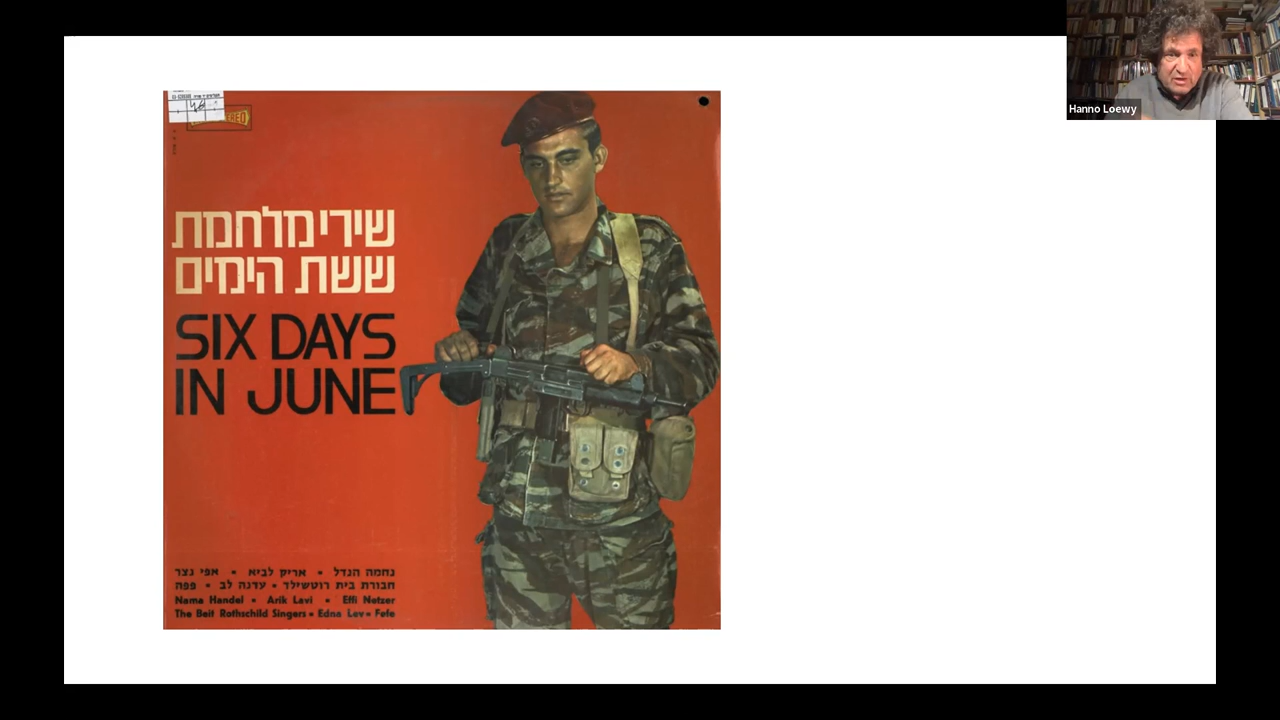 שירי מלחמת
ששת הימים
SIX DAYS
IN JUNE
נחמה הנדל • אריק לביא • אפי נצר
חבורת בית רוטשילד • עדנה לב • פפה
Nama Handel • Arik Lavi • Effi Netzer
The Beit Rothschild Singers • Edna Lev • Fefe
Hanno Loewy